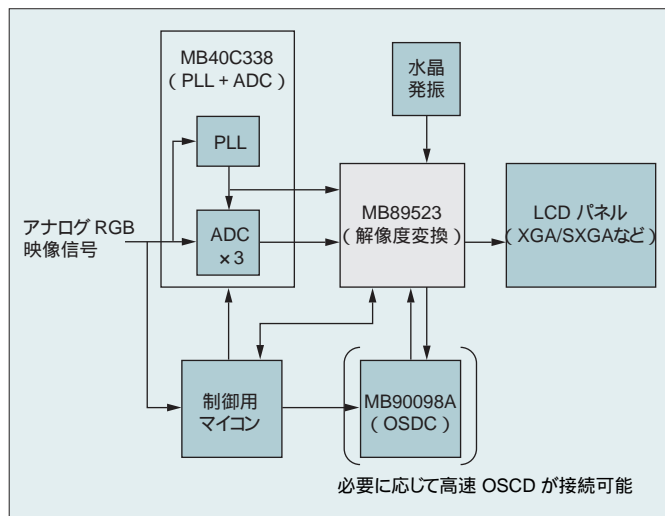 MB40C338
（PLL + ADC）
水晶
発振
PLL
アナログ RGB
映像信号
ADC
×3
MB89523
（解像度変換）
LCD パネル
（XGA/SXGAなど）
制御用
マイコン
MB90098A
（OSDC）
必要に応じて高速 OSCD が接続可能